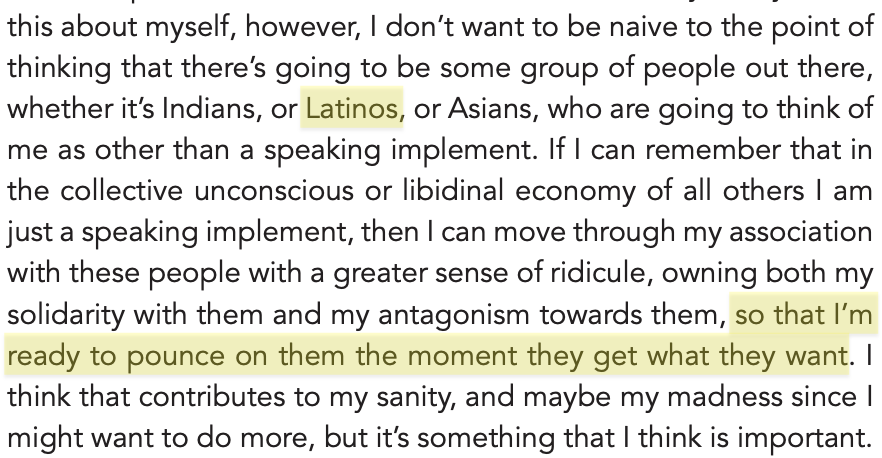 this about myself, however, I don’t want to be naive to the point of
thinking that there’s going to be some group of people out there,
whether it’s Indians, or Latinos, or Asians, who are going to think of
me as other than a speaking implement. If I can remember that in
the collective unconscious or libidinal economy of all others I am
just a speaking implement, then I can move through my association
with these people with a greater sense of ridicule, owning both my
solidarity with them and my antagonism towards them, so that I’m
ready to pounce on them the moment they get what they want. I
think that contributes to my sanity, and maybe my madness since I
might want to do more, but it’s something that I think is important.